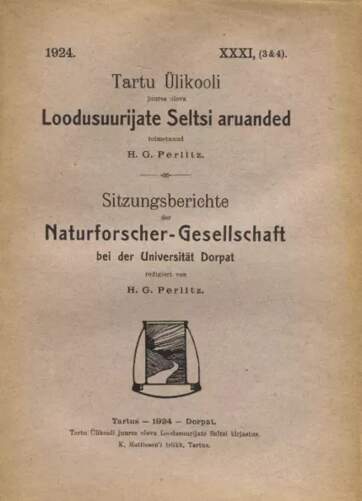 1924. XXXI, (3 & 4).
Tartu Ülikooli
juures oleva
Loodusuurijate Seltsi aruanded
toimetanud
H. G. Perlitz.
Sitzungsberichte
der
Naturforscher-Gesellschaft
bei der Universität Dorpat
redigiert von
H. G. Perlitz.
Tartus — 1924 — Dorpat.
Tartu Ülikooli juures oleva Loodusuurijate Seltsi kirjastus.
K. Mattiesen'i trükk, Tartus.